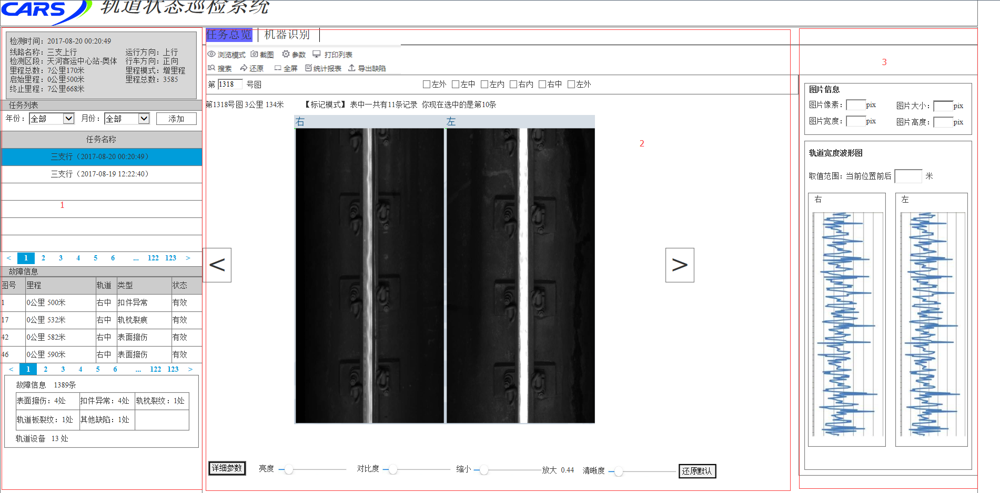 CARS 轨道状态巡检系统
检测时间：2017-08-20 00:20:49
线路名称：三支上行 运行方向：上行
检测区段：天河客运中心站-奥体 行车方向：正向
里程总数：7公里170米 里程模式：增里程
启始里程：0公里500米 里程总数：3585
终止里程：7公里668米
任务列表
年份： 全部 月份： 全部 添加
任务名称
三支行（2017-08-20 00:20:49）
三支行（2017-08-19 12:22:40）
1
< 1 2 3 4 5 6 ... 122 123 >
故障信息
图号 里程 轨道 类型 状态
1 0公里 500米 右中 扣件异常 有效
17 0公里 532米 右中 轨枕裂痕 有效
42 0公里 582米 右中 表面擦伤 有效
46 0公里 590米 右中 表面擦伤 有效
< 1 2 3 4 5 6 ... 122 123 >
故障信息 1389条
表面擦伤：4处 扣件异常：4处 轨枕裂纹：1处
轨道板裂纹：1处 其他缺陷：1处
轨道设备 13 处
任务总览 机器识别
浏览模式 截图 参数 打印列表
搜索 还原 全屏 统计报表 导出缺陷
第 1318 号图 左外 左中 左内 右内 右中 左外
第1318号图 3公里 134米 【标记模式】 表中一共有11条记录 你现在选中的是第10条
右 左
2
< >
详细参数 亮度 对比度 缩小 放大 0.44 清晰度 还原默认
3
图片信息
图片像素： pix 图片大小： pix
图片宽度： pix 图片高度： pix
轨道宽度波形图
取值范围：当前位置前后 米
右 左